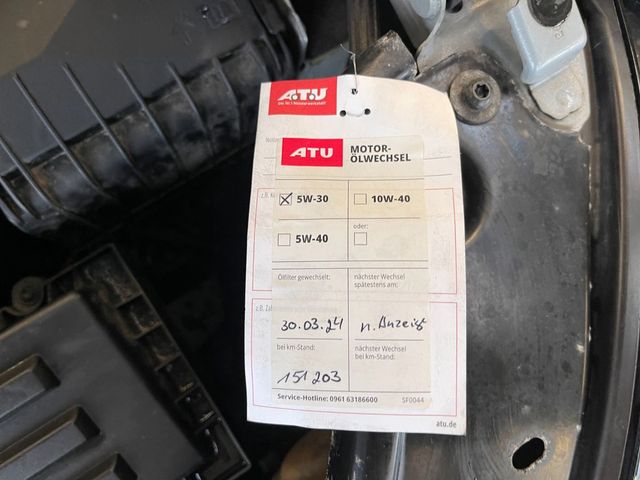 ATU
Die Nr. 1 Meisterwerkstatt
ATU MOTOR-
ÖLWECHSEL
z.B.
5W-30 10W-40
5W-40 oder:
Ölfilter gewechselt: nächster Wechsel
spätestens am:
z.B.
30.03.24 n. Anzeige
bei km-Stand: nächster Wechsel
bei km-Stand:
151203
Service-Hotline: 0961 63186600 SF0044
atu.de